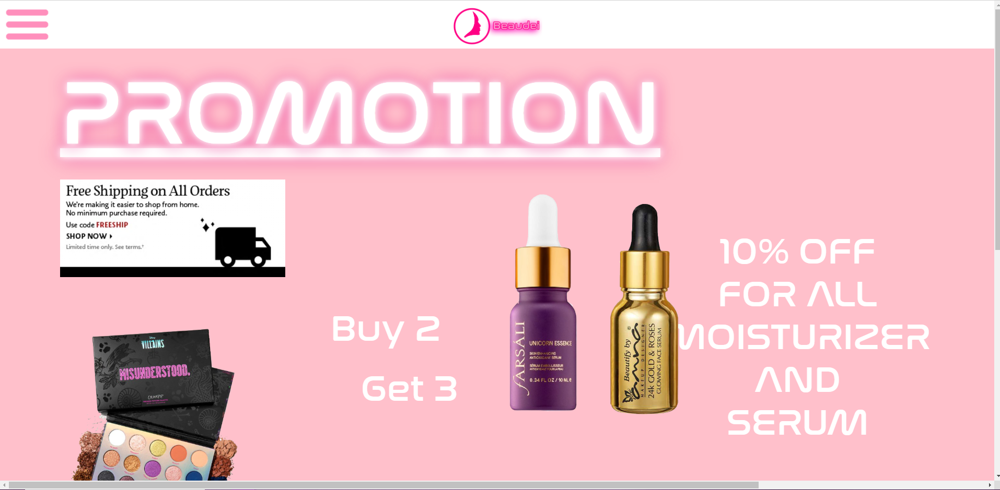 Beaudei
PROMOTION
Free Shipping on All Orders
We're making it easier to shop from home.
No minimum purchase required.
Use code FREESHIP
SHOP NOW
Limited time only. See terms.†
Buy 2
Get 3
Disney
VILLAINS
MISUNDERSTOOD.
COLOURPOP
FARSÁLI
UNICORN ESSENCE
SKIN ENHANCING
ANTIOXIDANT SERUM
SÉRUM EMBELLISSEUR
ANTIOXYDANT POUR LA PEAU
0.34 FL OZ / 10 ML e
Beautify by
amna
®
MAKEUP DESIGNER
24k GOLD & ROSES
GLOWING FACE SERUM
10% OFF
FOR ALL
MOISTURIZER
AND
SERUM